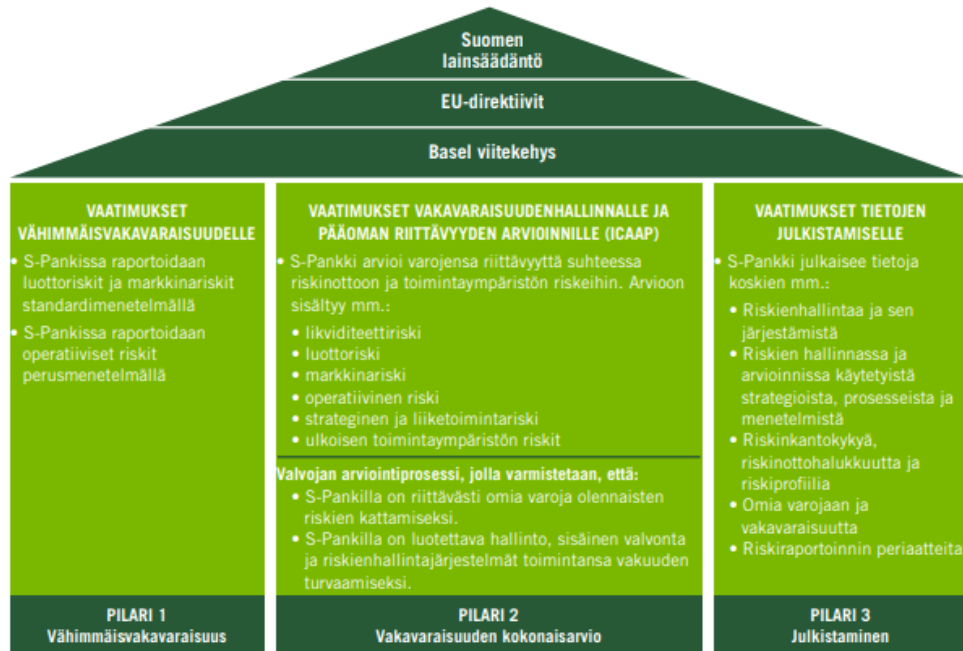 Suomen
lainsäädäntö
EU-direktiivit
Basel viitekehys
VAATIMUKSET
VÄHIMMÄISVAKAVARAISUUDELLE
• S-Pankissa raportoidaan
luottoriskit ja markkinariskit
standardimenetelmällä
• S-Pankissa raportoidaan
operatiiviset riskit
perusmenetelmällä
PILARI 1
Vähimmäisvakavaraisuus
VAATIMUKSET VAKAVARAISUUDENHALLINNALLE JA
PÄÄOMAN RIITTÄVYYDEN ARVIOINNILLE (ICAAP)
• S-Pankki arvioi varojensa riittävyyttä suhteessa
riskinottoon ja toimintaympäristön riskeihin. Arvioon
sisältyy mm.:
• likviditeettiriski
• luottoriski
• markkinariski
• operatiivinen riski
• strateginen ja liiketoimintariski
• ulkoisen toimintaympäristön riskit
Valvojan arviointiprosessi, jolla varmistetaan, että:
• S-Pankilla on riittävästi omia varoja olennaisten
riskien kattamiseksi.
• S-Pankilla on luotettava hallinto, sisäinen valvonta
ja riskienhallintajärjestelmät toimintansa vakuuden
turvaamiseksi.
PILARI 2
Vakavaraisuuden kokonaisarvio
VAATIMUKSET TIETOJEN
JULKISTAMISELLE
• S-Pankki julkaisee tietoja
koskien mm.:
• Riskienhallintaa ja sen
järjestämistä
• Riskien hallinnassa ja
arvioinnissa käytetyistä
strategioista, prosesseista ja
menetelmistä
• Riskinkantokykyä,
riskinottohalukkuutta ja
riskiprofiilia
• Omia varojaan ja
vakavaraisuutta
• Riskiraportoinnin periaatteita
PILARI 3
Julkistaminen